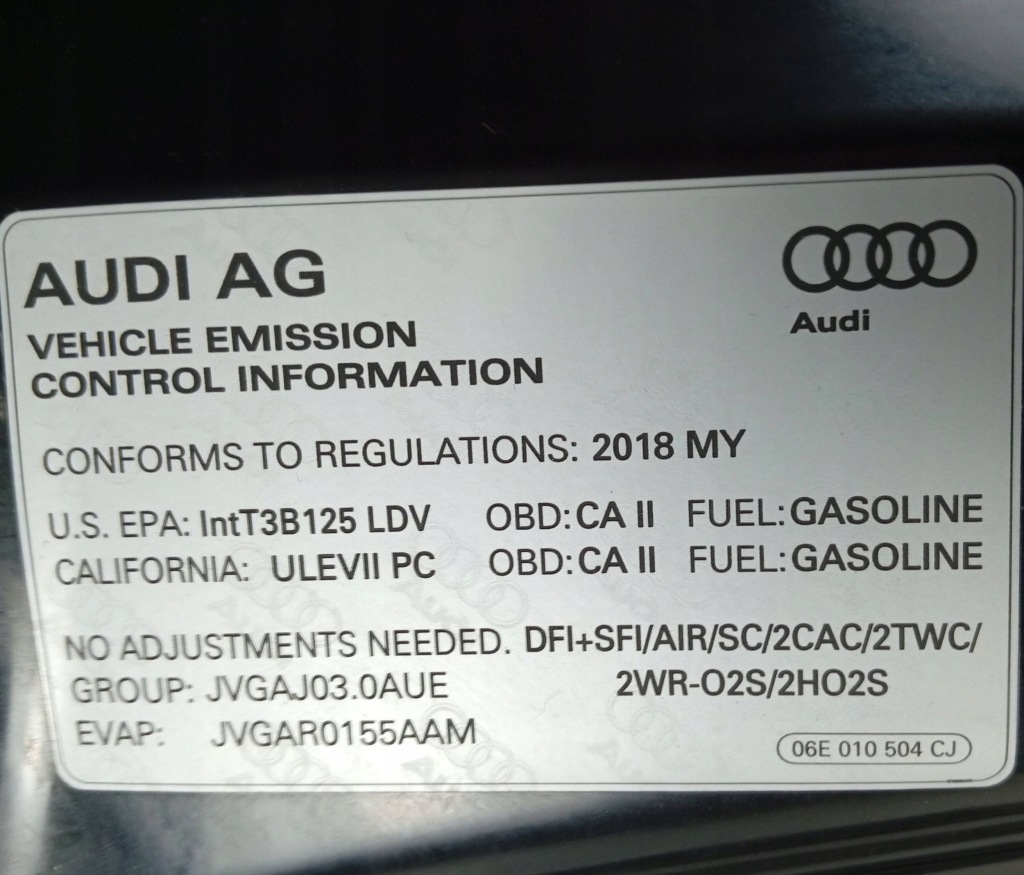 AUDI AG
Audi
VEHICLE EMISSION
CONTROL INFORMATION
CONFORMS TO REGULATIONS: 2018 MY
U.S. EPA: IntT3B125 LDV OBD: CA II FUEL: GASOLINE
CALIFORNIA: ULEVII PC OBD: CA II FUEL: GASOLINE
NO ADJUSTMENTS NEEDED. DFI+SFI/AIR/SC/2CAC/2TWC/
GROUP: JVGAJ03.0AUE 2WR-O2S/2HO2S
EVAP: JVGAR0155AAM
06E 010 504 CJ